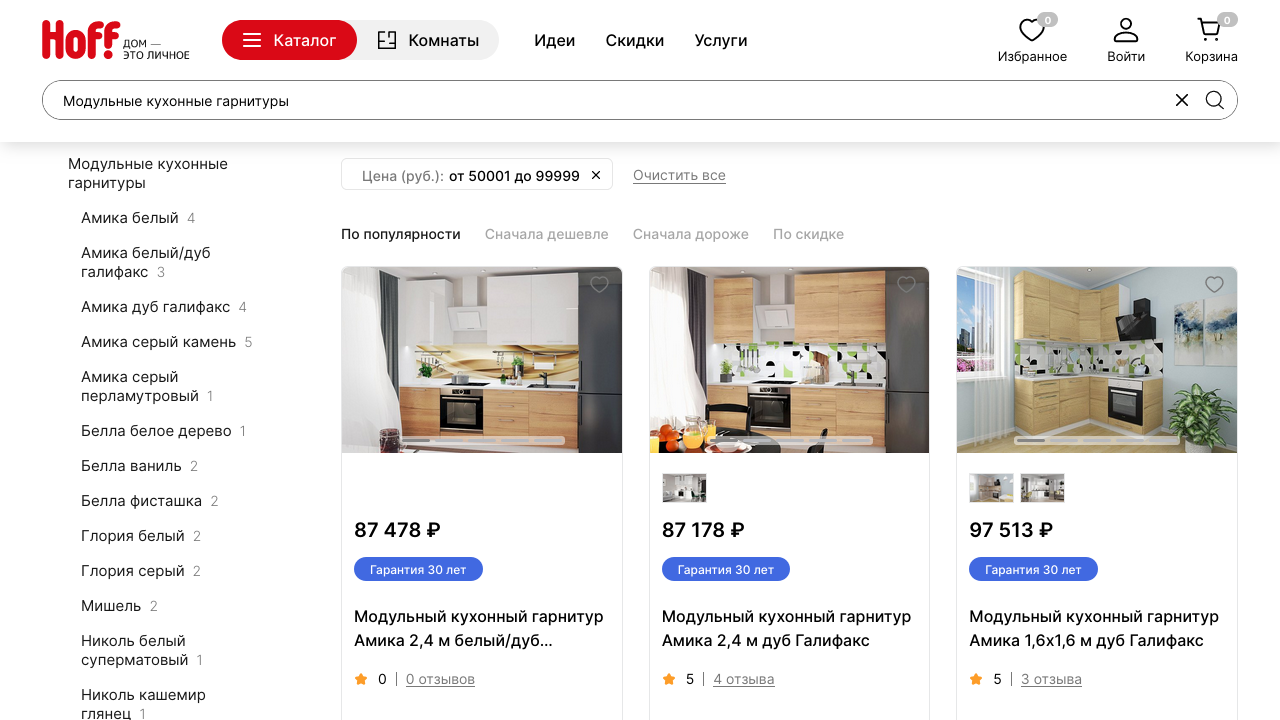 Hoff ДОМ —
ЭТО ЛИЧНОЕ
Каталог
Комнаты
Идеи
Скидки
Услуги
0
Избранное
Войти
0
Корзина
Модульные кухонные гарнитуры
Модульные кухонные
гарнитуры
Амика белый 4
Амика белый/дуб
галифакс 3
Амика дуб галифакс 4
Амика серый камень 5
Амика серый
перламутровый 1
Белла белое дерево 1
Белла ваниль 2
Белла фисташка 2
Глория белый 2
Глория серый 2
Мишель 2
Николь белый
суперматовый 1
Николь кашемир
глянец 1
Цена (руб.): от 50001 до 99999
Очистить все
По популярности
Сначала дешевле
Сначала дороже
По скидке
87 478 ₽
Гарантия 30 лет
Модульный кухонный гарнитур
Амика 2,4 м белый/дуб...
0 | 0 отзывов
87 178 ₽
Гарантия 30 лет
Модульный кухонный гарнитур
Амика 2,4 м дуб Галифакс
5 | 4 отзыва
97 513 ₽
Гарантия 30 лет
Модульный кухонный гарнитур
Амика 1,6х1,6 м дуб Галифакс
5 | 3 отзыва